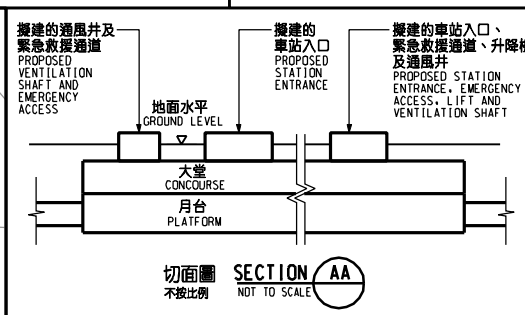 擬建的通風井及
緊急救援通道
PROPOSED
VENTILATION
SHAFT AND
EMERGENCY
ACCESS
擬建的
車站入口
PROPOSED
STATION
ENTRANCE
擬建的車站入口、
緊急救援通道、升降機
及通風井
PROPOSED STATION
ENTRANCE, EMERGENCY
ACCESS, LIFT AND
VENTILATION SHAFT
地面水平
GROUND LEVEL
大堂
CONCOURSE
月台
PLATFORM
切面圖 SECTION AA
不按比例 NOT TO SCALE